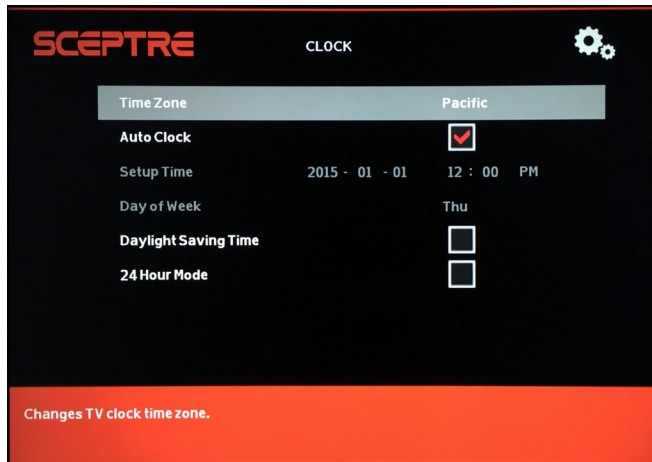 SCEPTRE CLOCK
Time Zone Pacific
Auto Clock
Setup Time 2015 - 01 - 01 12 : 00 PM
Day of Week Thu
Daylight Saving Time
24 Hour Mode
Changes TV clock time zone.